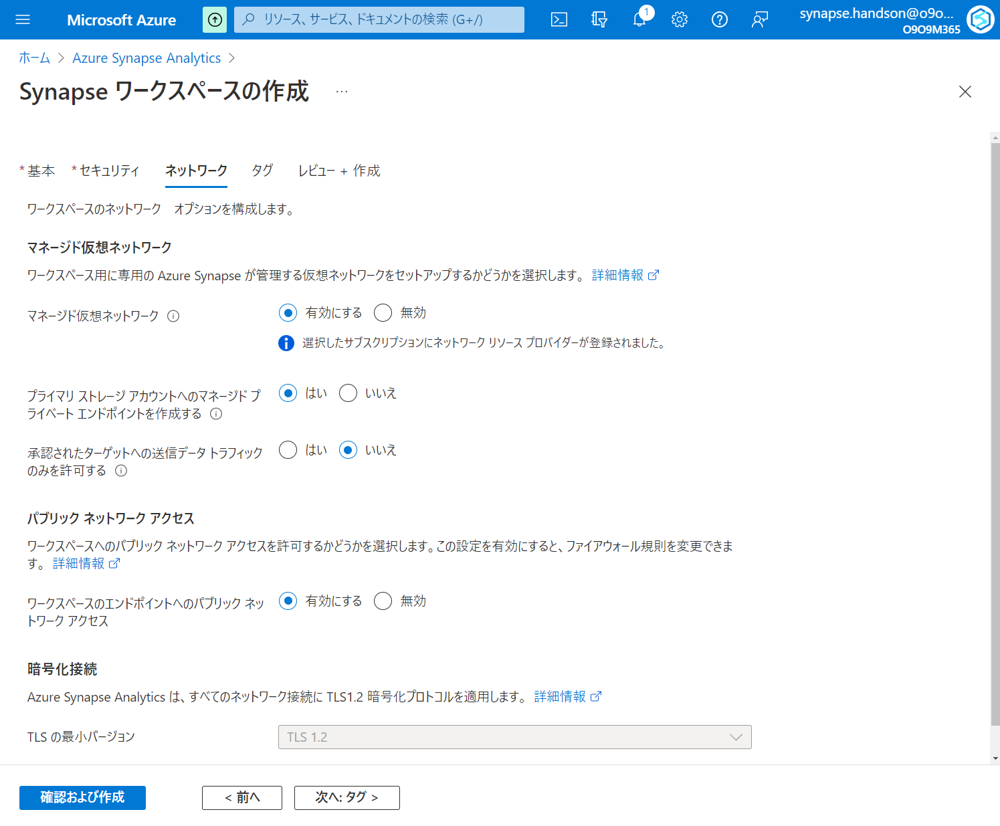 Microsoft Azure
リソース、サービス、ドキュメントの検索 (G+/)
1
synapse.handson@o9o...
O9O9M365
ホーム > Azure Synapse Analytics >
Synapse ワークスペースの作成 ...
* 基本 * セキュリティ ネットワーク タグ レビュー + 作成
ワークスペースのネットワーク オプションを構成します。
マネージド仮想ネットワーク
ワークスペース用に専用の Azure Synapse が管理する仮想ネットワークをセットアップするかどうかを選択します。 詳細情報
マネージド仮想ネットワーク 有効にする 無効
選択したサブスクリプションにネットワーク リソース プロバイダーが登録されました。
プライマリ ストレージ アカウントへのマネージド プ はい いいえ
ライベート エンドポイントを作成する
承認されたターゲットへの送信データ トラフィック はい いいえ
のみを許可する
パブリック ネットワーク アクセス
ワークスペースへのパブリック ネットワーク アクセスを許可するかどうかを選択します。この設定を有効にすると、ファイアウォール規則を変更できま
す。 詳細情報
ワークスペースのエンドポイントへのパブリック ネッ 有効にする 無効
トワーク アクセス
暗号化接続
Azure Synapse Analytics は、すべてのネットワーク接続に TLS1.2 暗号化プロトコルを適用します。 詳細情報
TLS の最小バージョン TLS 1.2
確認および作成 < 前へ 次へ: タグ >